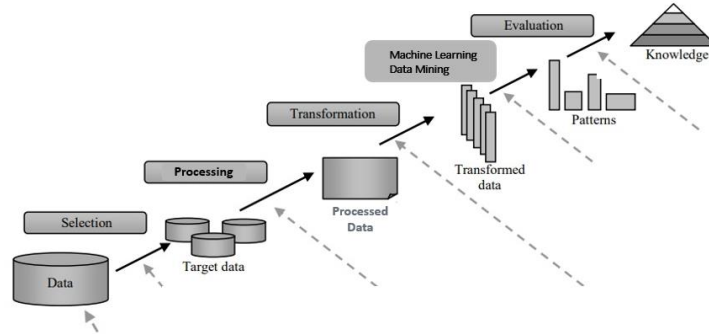 Evaluation
Machine Learning
Data Mining
Knowledge
Transformation
Patterns
Transformed
data
Processing
Processed
Data
Selection
Target data
Data